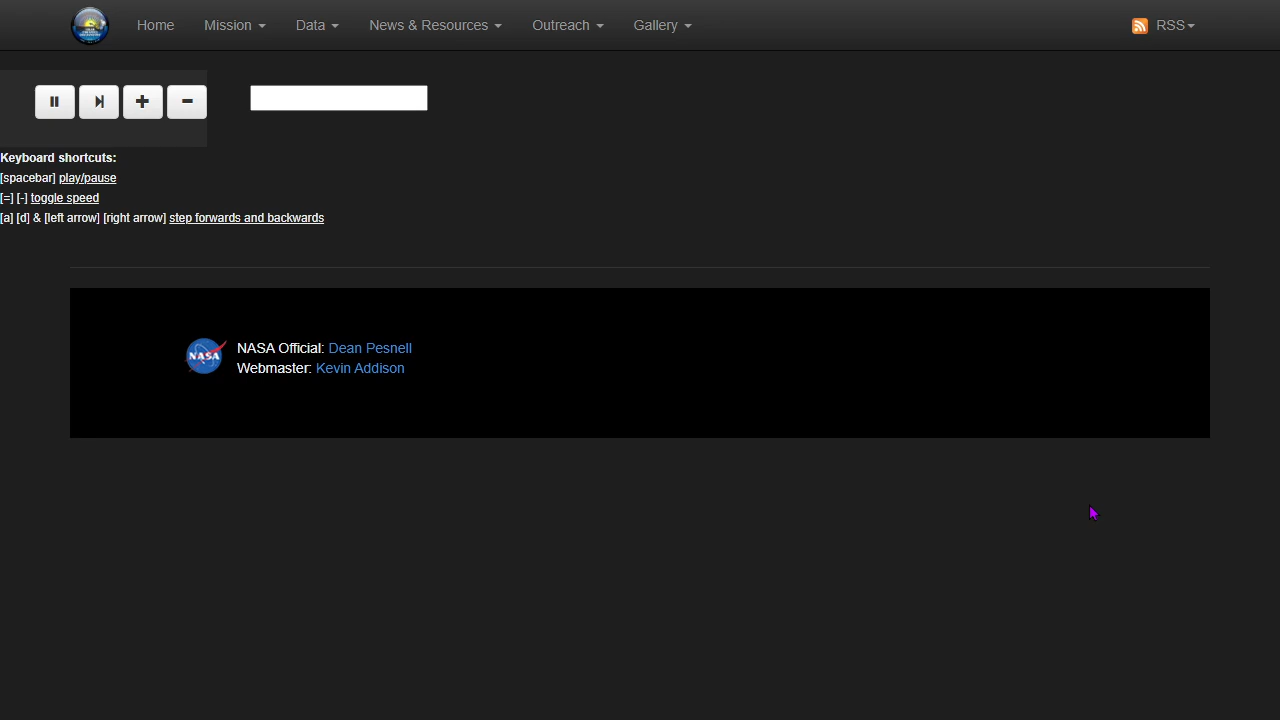 Home Mission Data News & Resources Outreach Gallery RSS
Keyboard shortcuts:
[spacebar] play/pause
[=] [-] toggle speed
[a] [d] & [left arrow] [right arrow] step forwards and backwards
NASA
NASA Official: Dean Pesnell
Webmaster: Kevin Addison